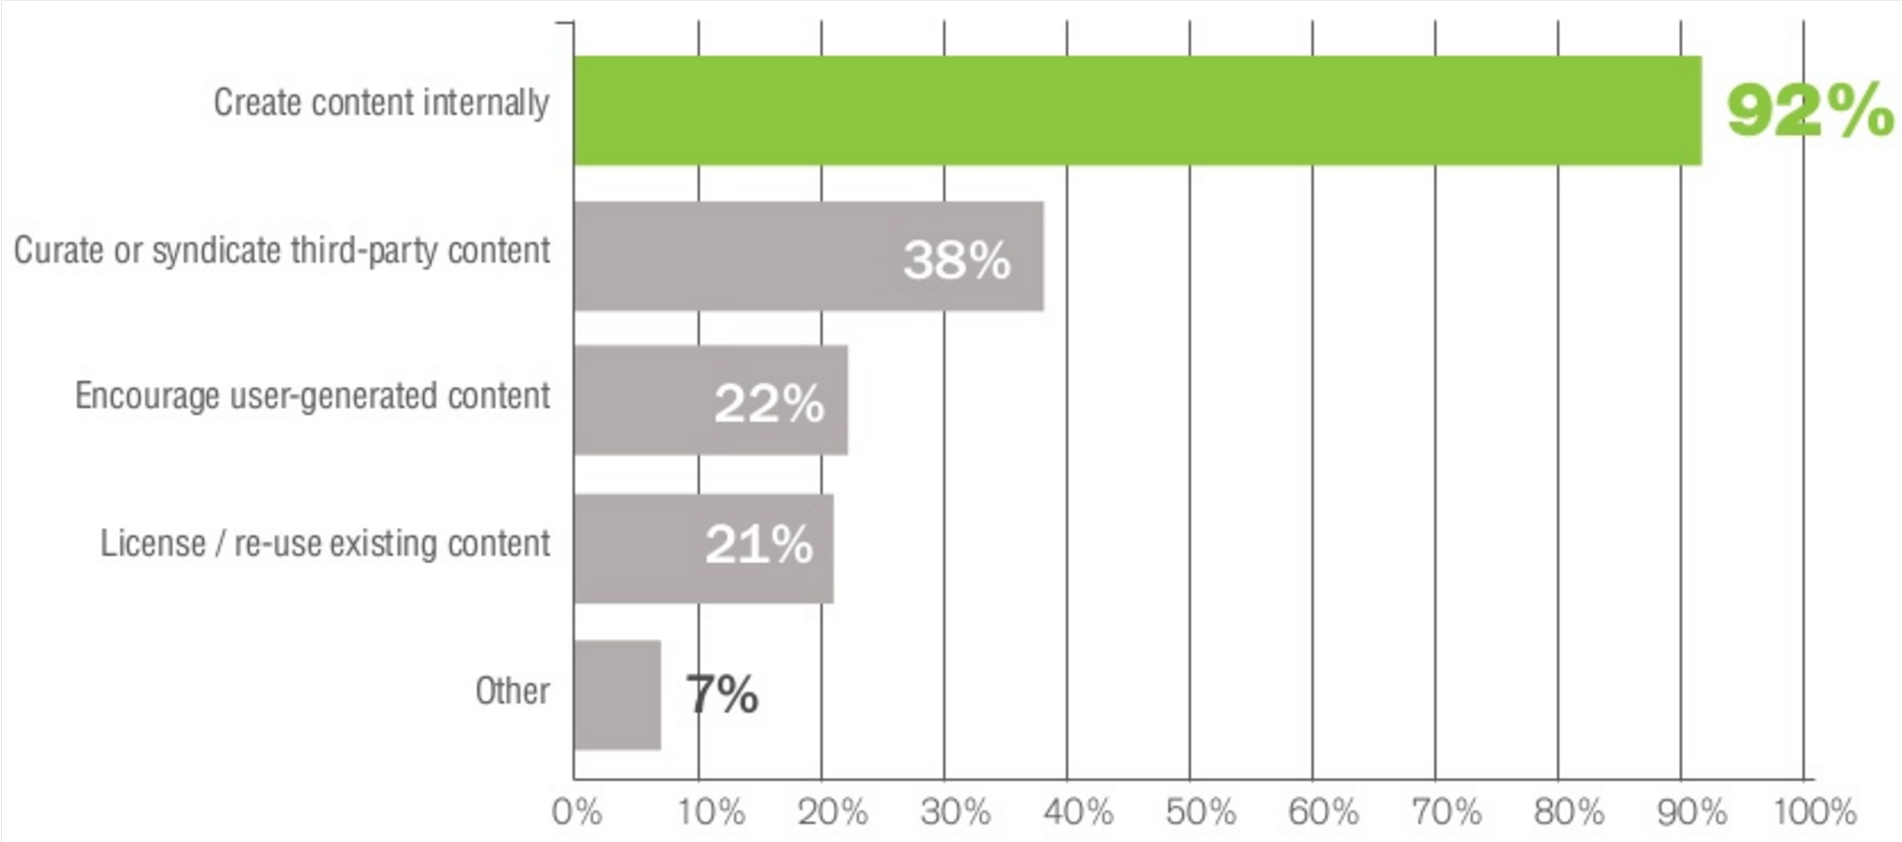 Create content internally
92%
Curate or syndicate third-party content
38%
Encourage user-generated content
22%
License / re-use existing content
21%
Other
7%
0% 10% 20% 30% 40% 50% 60% 70% 80% 90% 100%